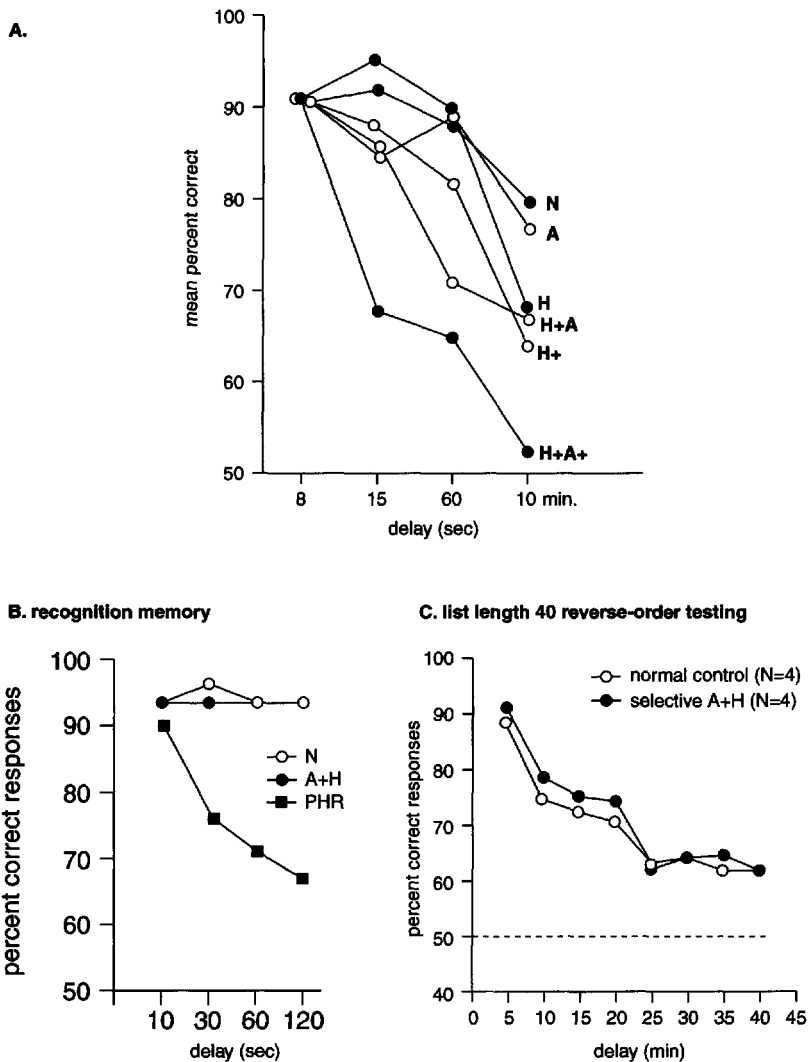 A.
100
90
80
70
60
50
mean percent correct
N
A
H
H+A
H+
H+A+
8 15 60 10 min.
delay (sec)
B. recognition memory
100
90
80
70
60
50
percent correct responses
N
A+H
PHR
10 30 60 120
delay (sec)
C. list length 40 reverse-order testing
100
90
80
70
60
50
40
percent correct responses
normal control (N=4)
selective A+H (N=4)
0 5 10 15 20 25 30 35 40 45
delay (min)